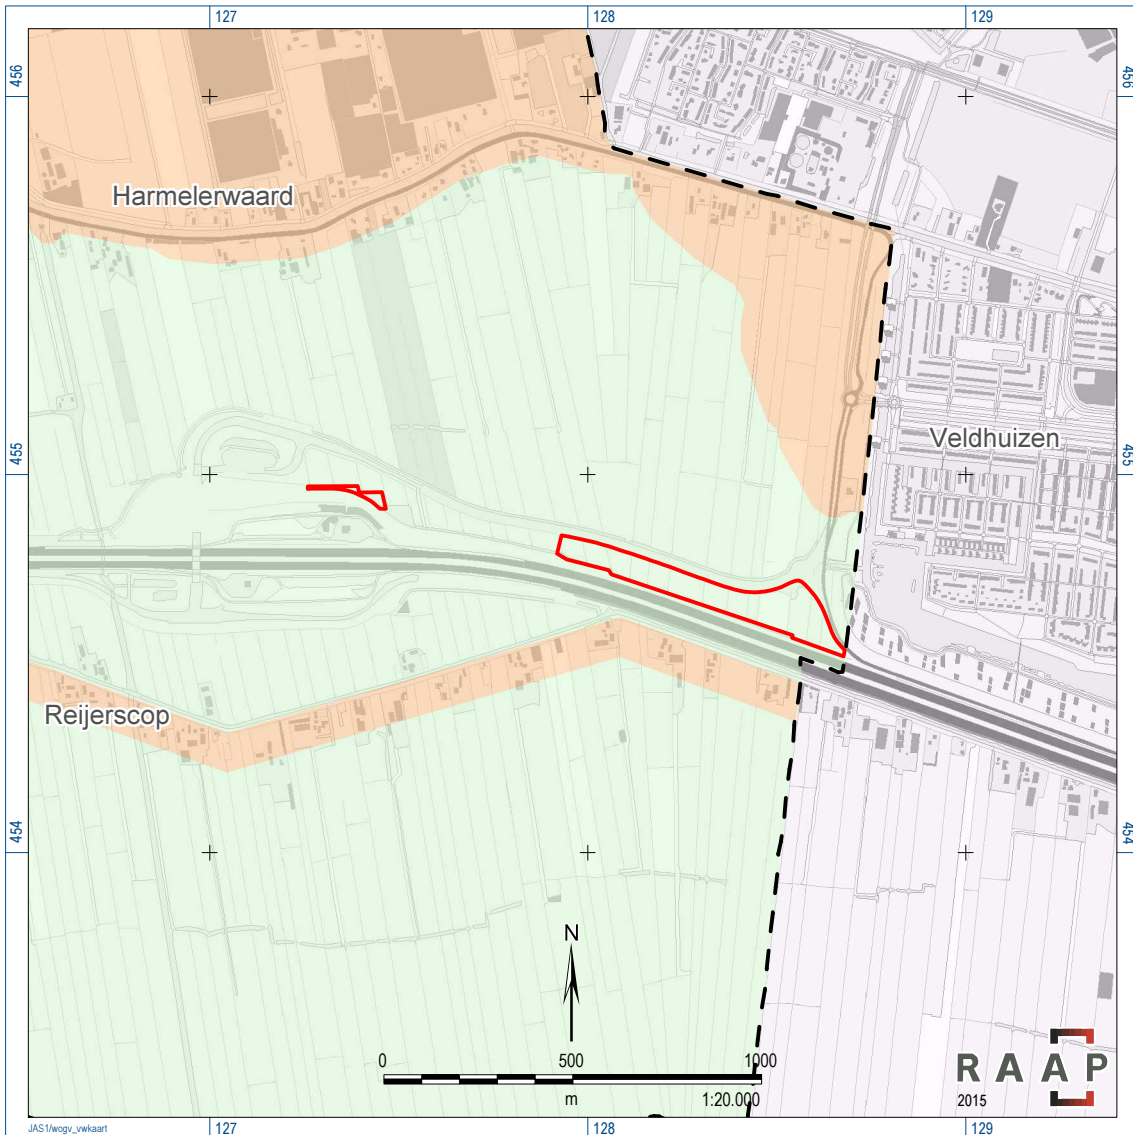 127 128 129
456 456
Harmelerwaard
455 455
Veldhuizen
Reijerscop
454 454
N
0 500 1000
m 1:20.000
RAAP
2015
JAS1/wogv_vwkaart
127 128 129